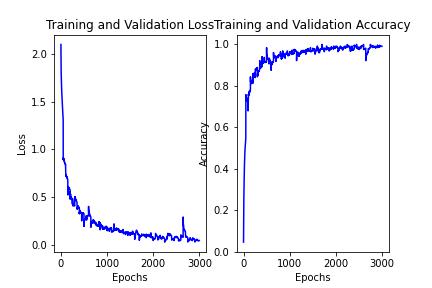 Training and Validation Loss
2.0
1.5
1.0
0.5
0.0
Loss
0 1000 2000 3000
Epochs
Training and Validation Accuracy
1.0
0.8
0.6
0.4
0.2
0.0
Accuracy
0 1000 2000 3000
Epochs